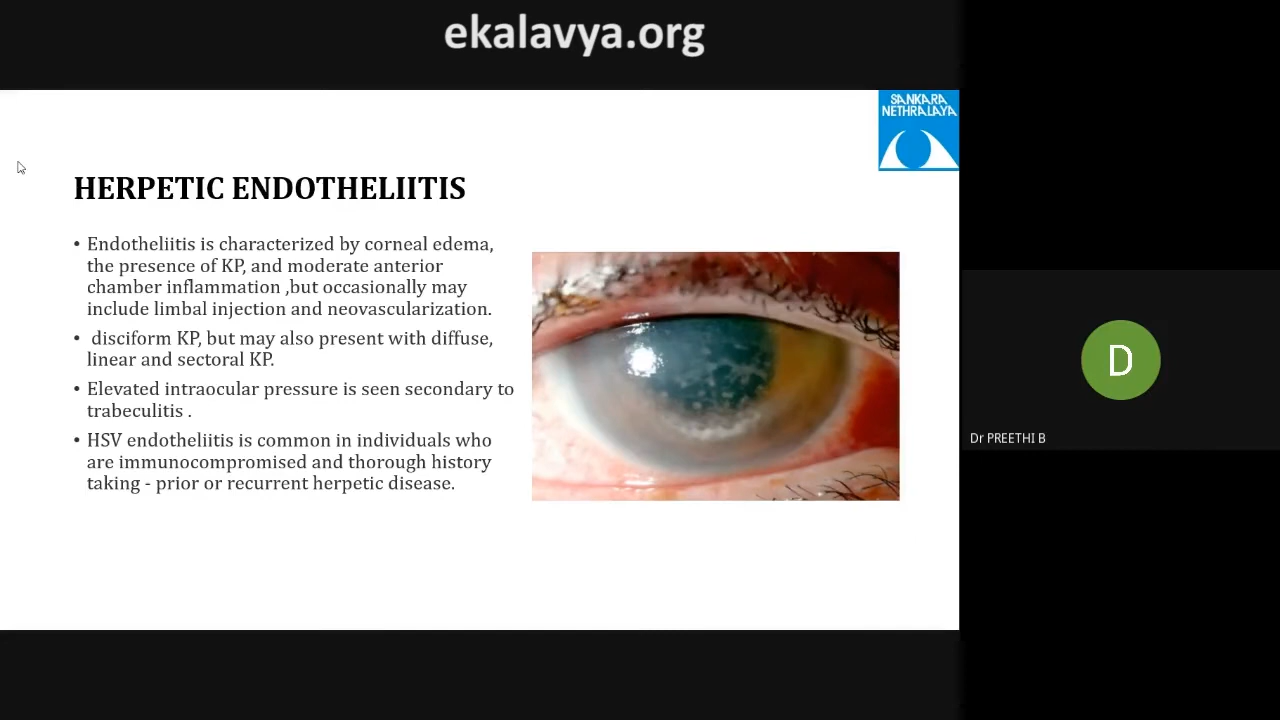 ekalavya.org
SANKARA
NETHRALAYA
HERPETIC ENDOTHELIITIS
• Endotheliitis is characterized by corneal edema,
the presence of KP, and moderate anterior
chamber inflammation ,but occasionally may
include limbal injection and neovascularization.
• disciform KP, but may also present with diffuse,
linear and sectoral KP.
• Elevated intraocular pressure is seen secondary to
trabeculitis .
• HSV endotheliitis is common in individuals who
are immunocompromised and thorough history
taking - prior or recurrent herpetic disease.
D
Dr PREETHI B